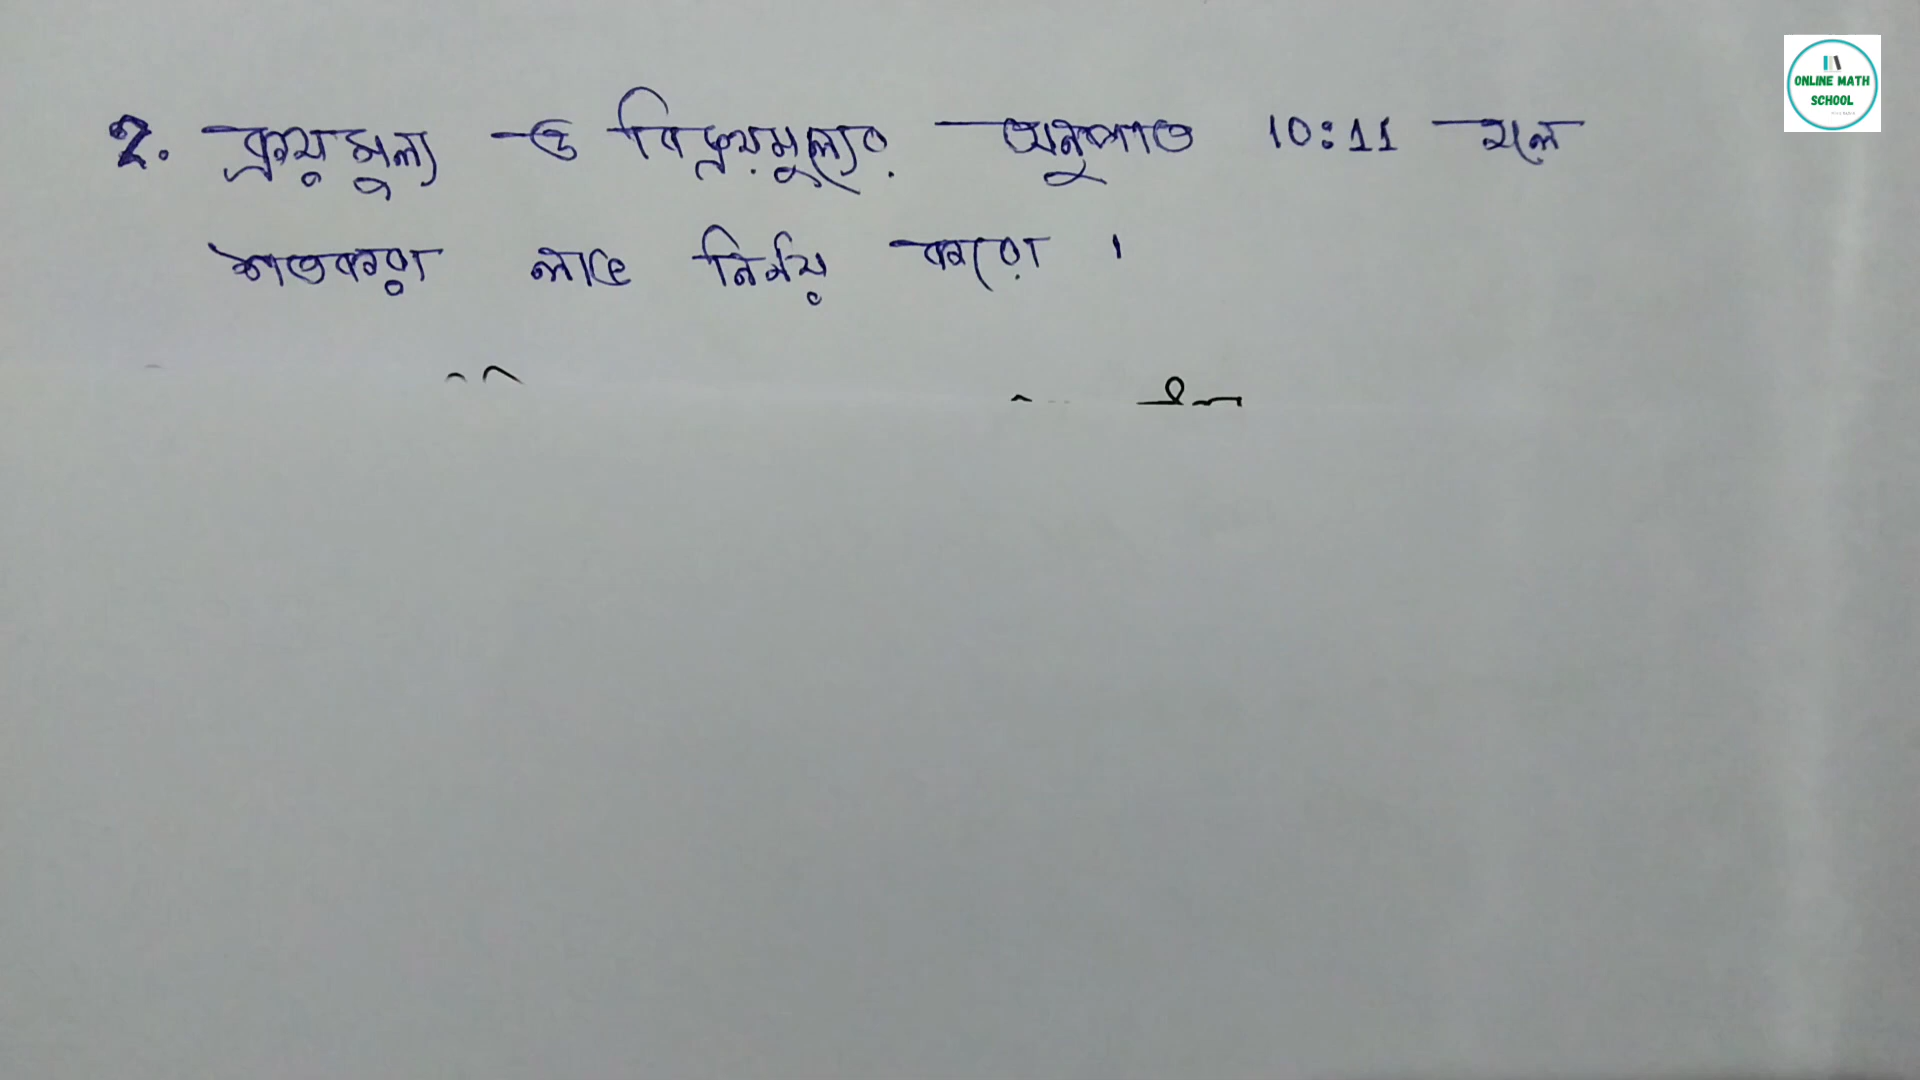 ONLINE MATH
SCHOOL
2. ক্রয়মূল্য ও বিক্রয়মূল্যের অনুপাত 10:11 হলে
শতকরা লাভ নির্ণয় করো ।